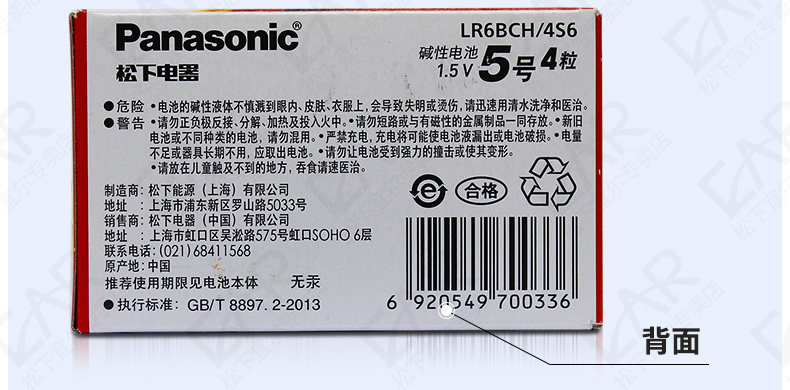 Panasonic®
松下电器
LR6BCH/4S6
碱性电池
1.5V
5号4粒
●危险 •电池的碱性液体不慎溅到眼内、皮肤、衣服上,会导致失明或烫伤,请迅速用清水洗净和医治。
●警告 •请勿正负极反接、分解、加热及投入火中。•请勿短路或与有磁性的金属制品一同存放。•新旧
电池或不同种类的电池,请勿混用。•严禁充电,充电将可能使电池液漏出或电池破损。•电量
不足或器具长期不用,应取出电池。•请勿让电池受到强力的撞击或使其变形。
•请放在儿童触及不到的地方,吞食请速医治。
制造商:松下能源(上海)有限公司
地址 :上海市浦东新区罗山路5033号
销售商:松下电器(中国)有限公司
地址 :上海市虹口区吴淞路575号虹口SOHO 6层
联系电话:(021)68411568
原产地:中国
推荐使用期限见电池本体 无汞
●执行标准:GB/T 8897.2-2013
e
合格
6 920549 700336
背面
EAR
松下宜尔专卖店